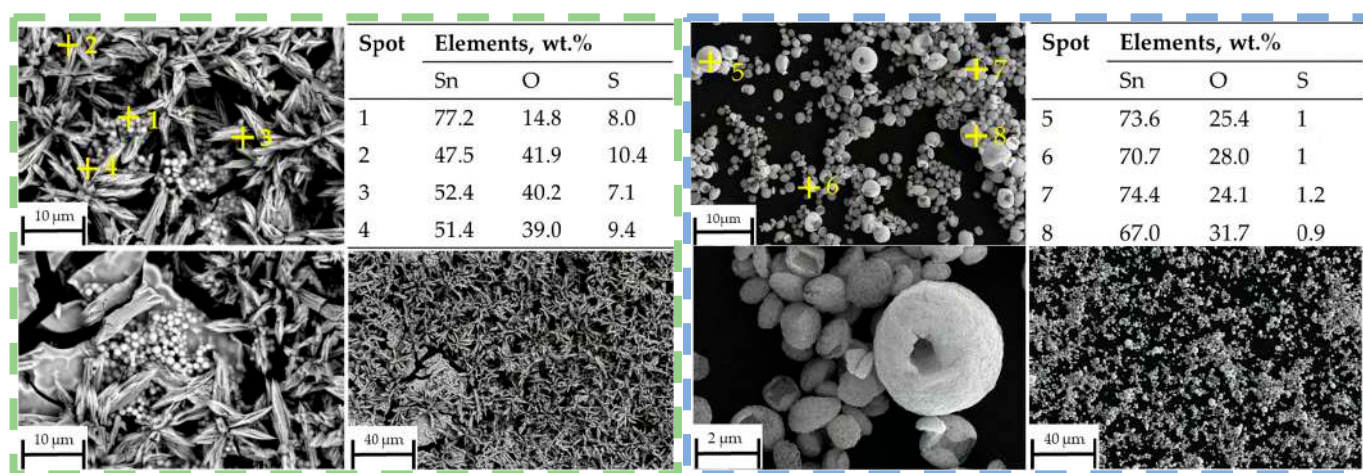 2
1
3
4
10 µm
Spot Elements, wt.%
Sn O S
1 77.2 14.8 8.0
2 47.5 41.9 10.4
3 52.4 40.2 7.1
4 51.4 39.0 9.4
10 µm
40 µm
5
7
8
6
10µm
Spot Elements, wt.%
Sn O S
5 73.6 25.4 1
6 70.7 28.0 1
7 74.4 24.1 1.2
8 67.0 31.7 0.9
2 µm
40 µm